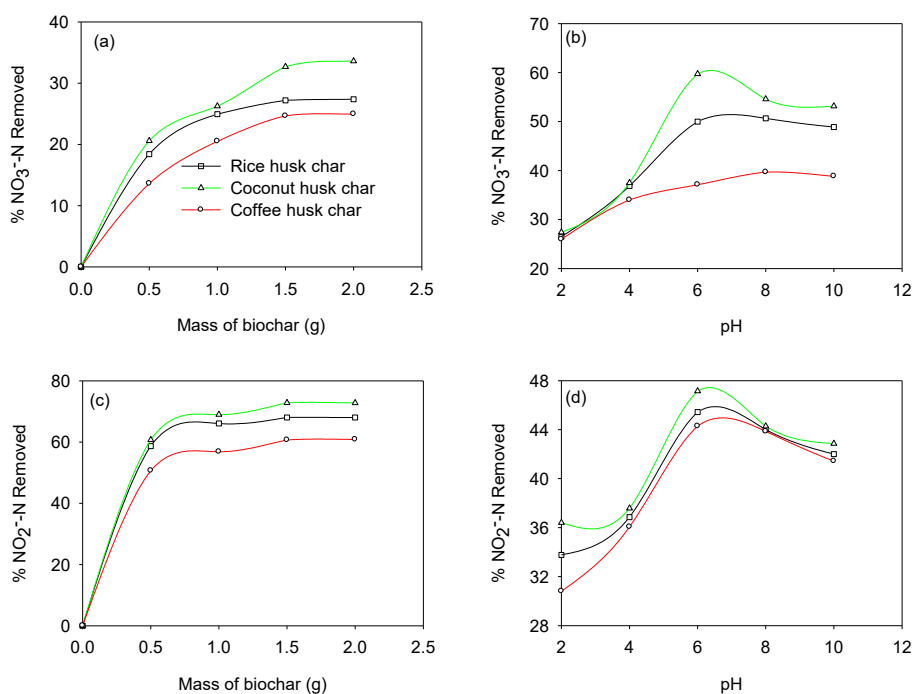 (a)
% NO₃⁻-N Removed
40
30
20
10
0
Rice husk char
Coconut husk char
Coffee husk char
0.0 0.5 1.0 1.5 2.0 2.5
Mass of biochar (g)
(b)
% NO₃⁻-N Removed
70
60
50
40
30
20
2 4 6 8 10 12
pH
(c)
% NO₂⁻-N Removed
80
60
40
20
0
0.0 0.5 1.0 1.5 2.0 2.5
Mass of biochar (g)
(d)
% NO₂⁻-N Removed
48
44
40
36
32
28
2 4 6 8 10 12
pH